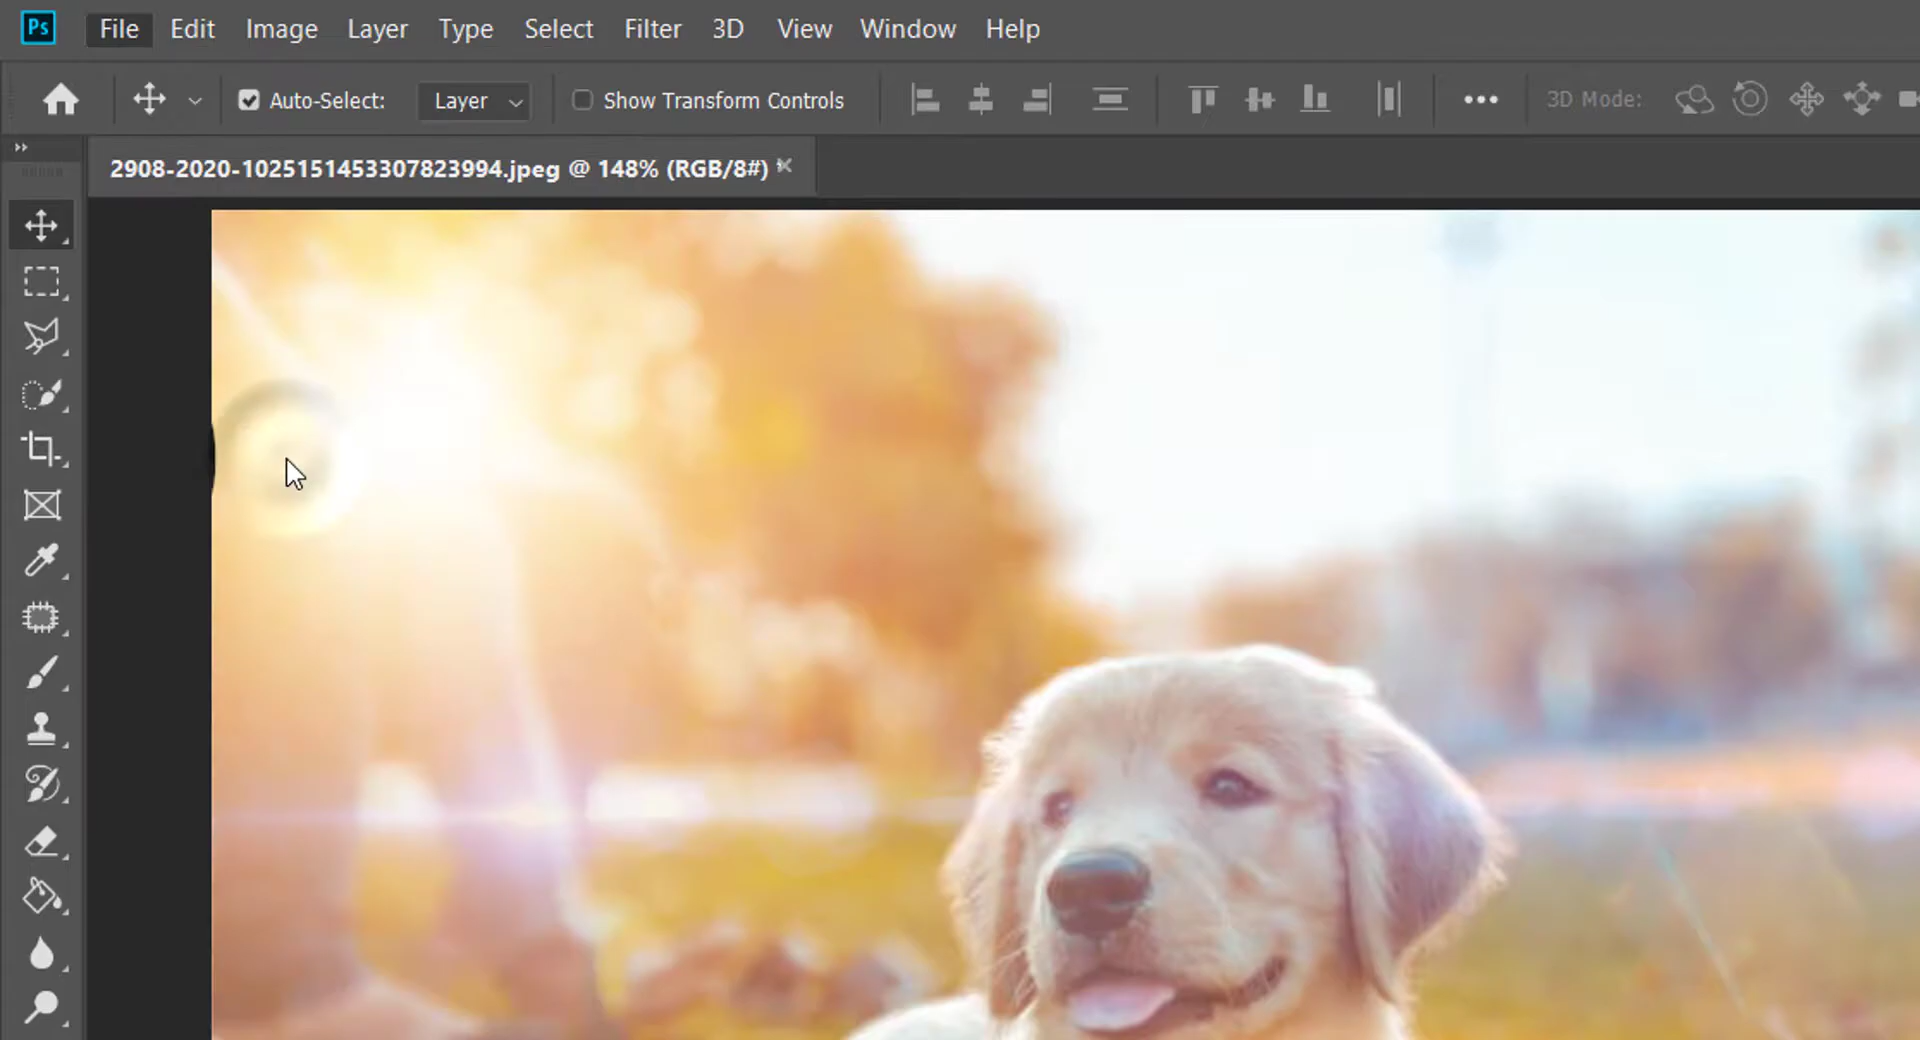 Ps File Edit Image Layer Type Select Filter 3D View Window Help
Auto-Select: Layer Show Transform Controls 3D Mode:
2908-2020-1025151453307823994.jpeg @ 148% (RGB/8#)